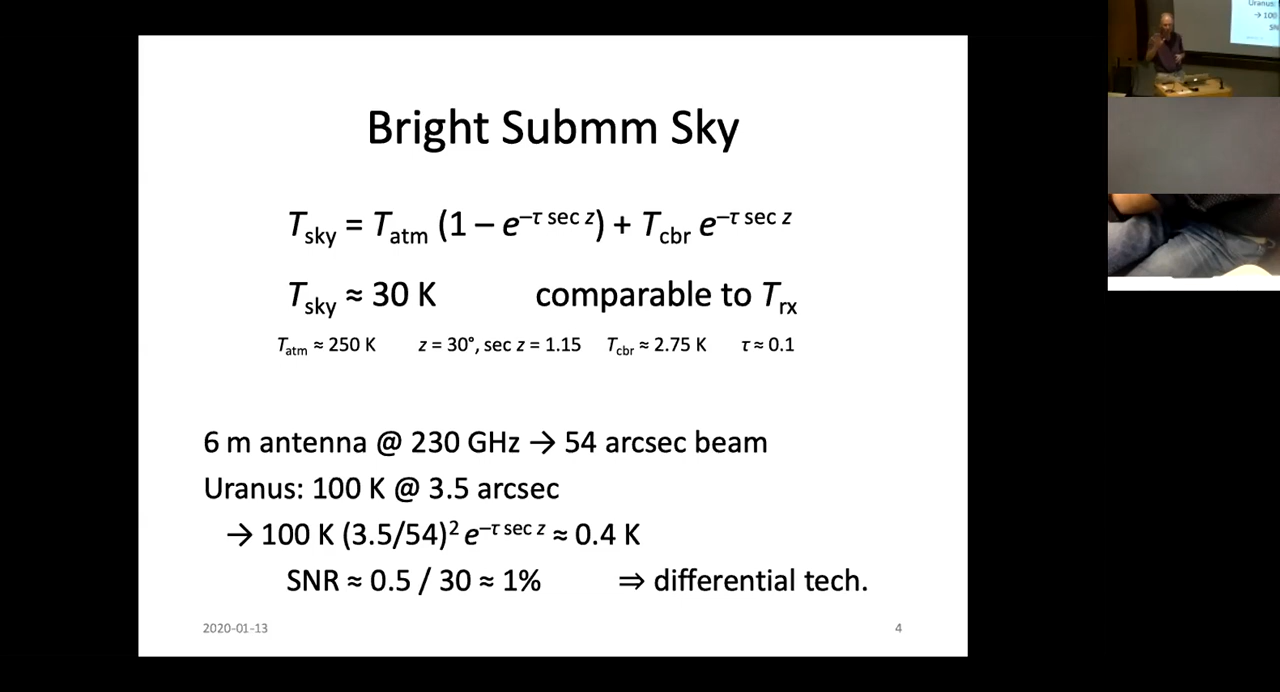 Bright Submm Sky
T_sky = T_atm (1 – e^–τ sec z) + T_cbr e^–τ sec z
T_sky ≈ 30 K comparable to T_rx
T_atm ≈ 250 K z = 30°, sec z = 1.15 T_cbr ≈ 2.75 K τ ≈ 0.1
6 m antenna @ 230 GHz → 54 arcsec beam
Uranus: 100 K @ 3.5 arcsec
→ 100 K (3.5/54)² e^–τ sec z ≈ 0.4 K
SNR ≈ 0.5 / 30 ≈ 1% ⇒ differential tech.
2020-01-13 4
Uranus:
→ 100